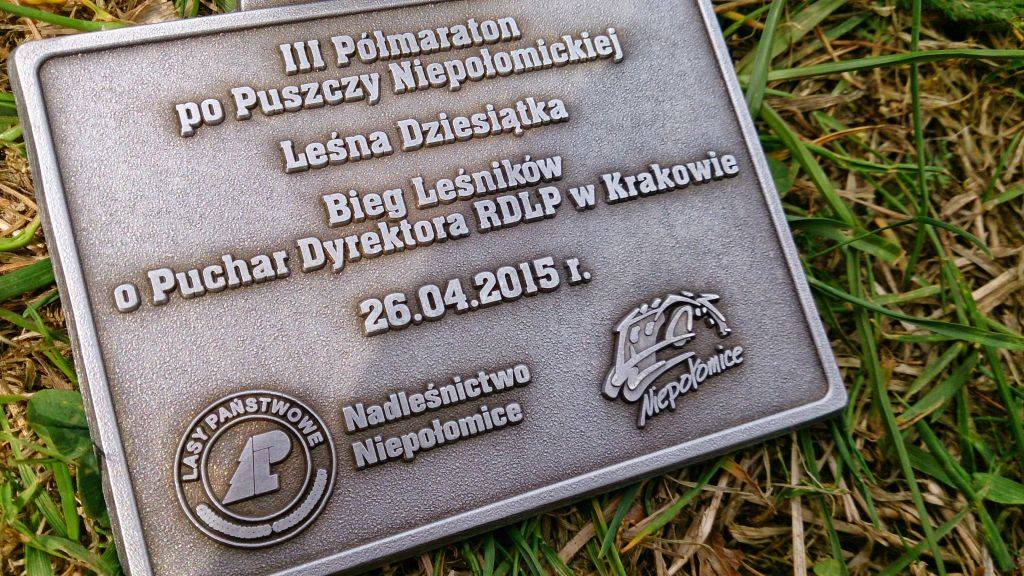 III Półmaraton
po Puszczy Niepołomickiej
Leśna Dziesiątka
Bieg Leśników
o Puchar Dyrektora RDLP w Krakowie
26.04.2015 r.
Nadleśnictwo
Niepołomice
LASY PAŃSTWOWE
Niepołomice